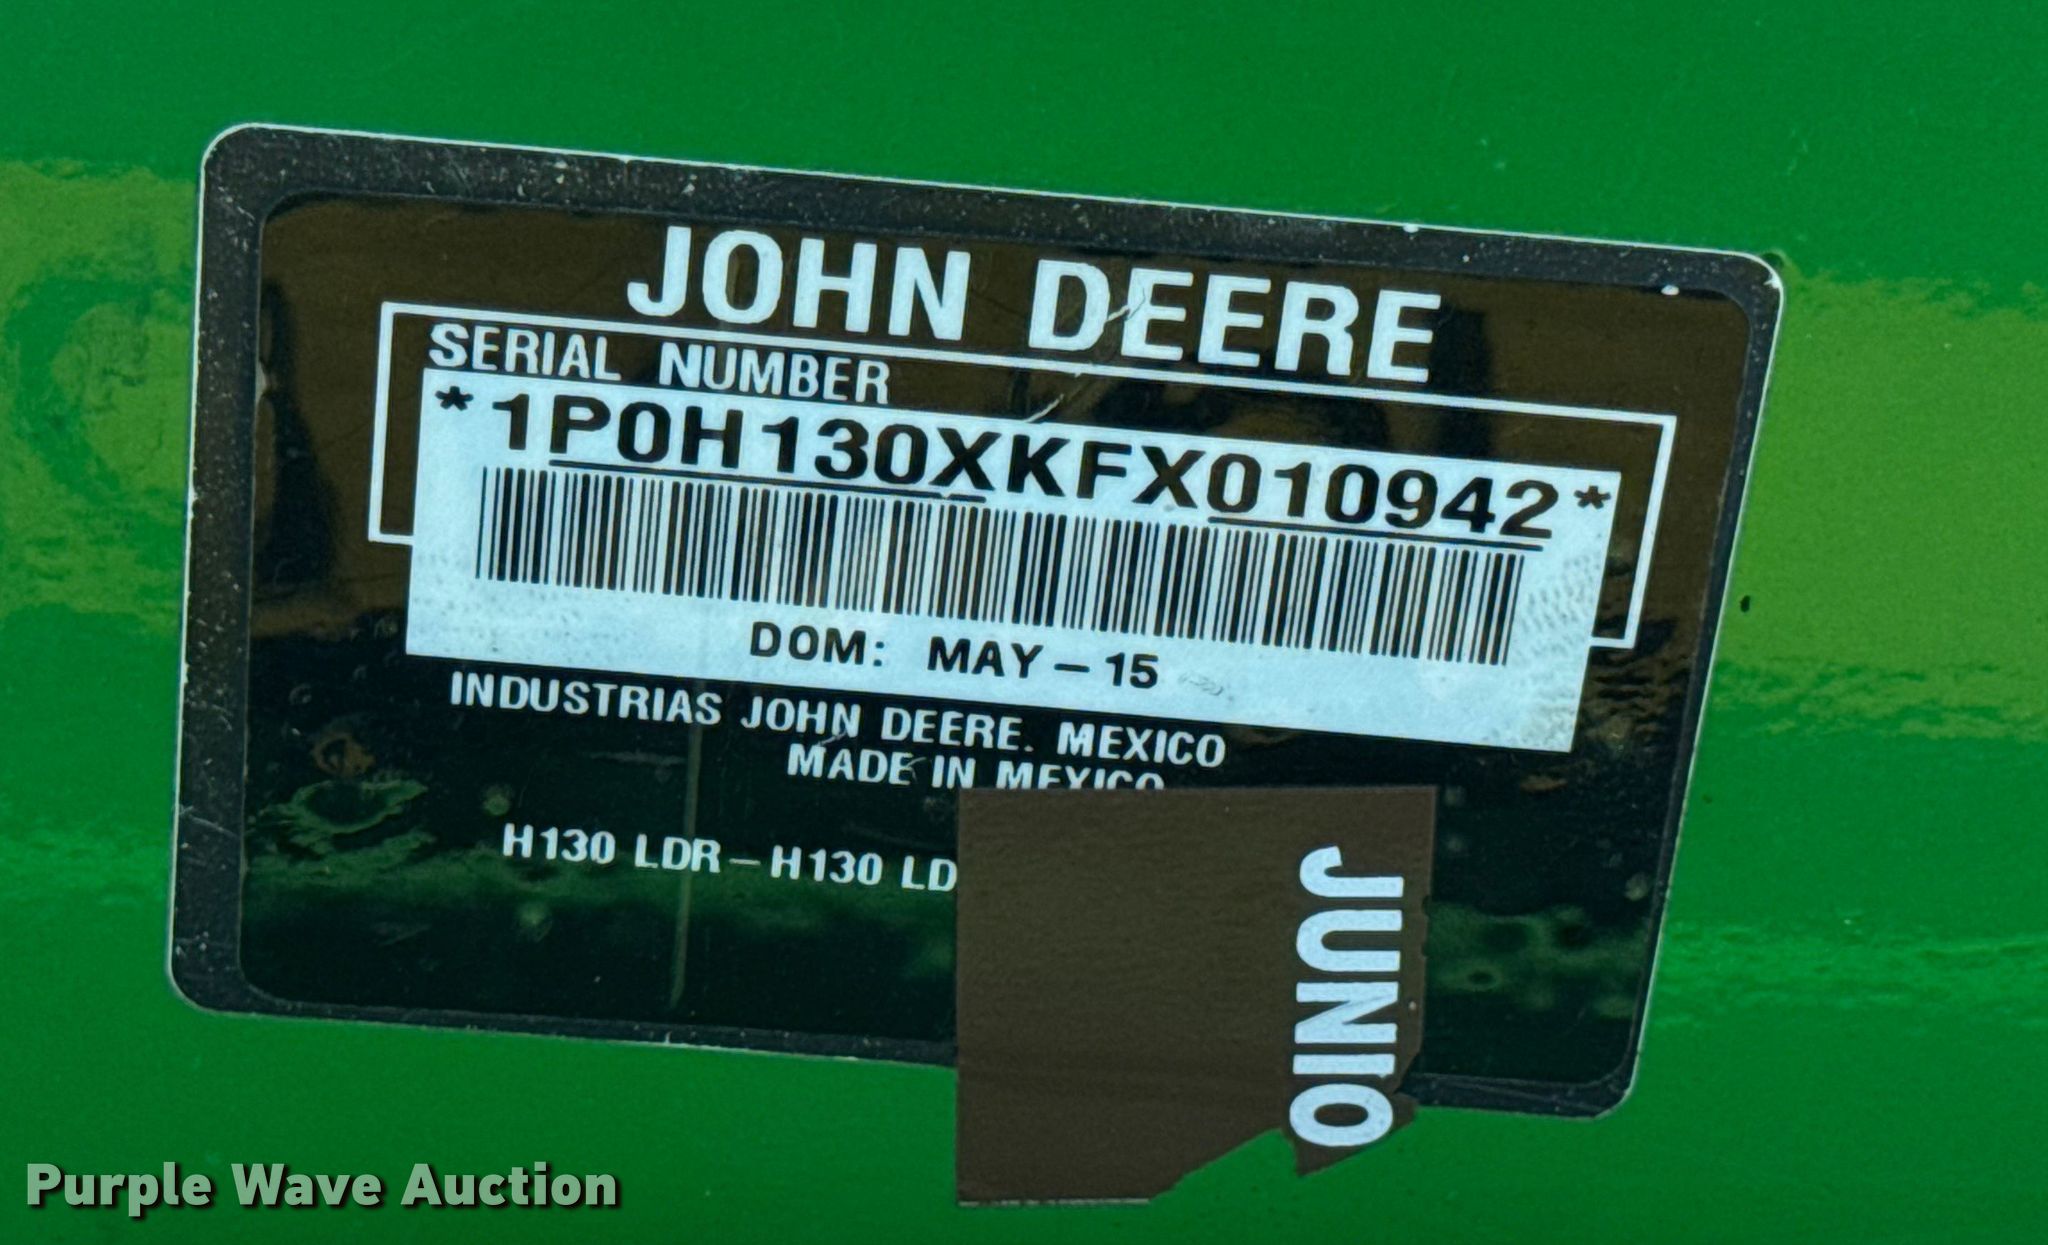 JOHN DEERE
SERIAL NUMBER
*1P0H130XKFX010942*
DOM: MAY-15
INDUSTRIAS JOHN DEERE. MEXICO
MADE IN MEXICO
H130 LDR-H130 LD
JUNIO
Purple Wave Auction